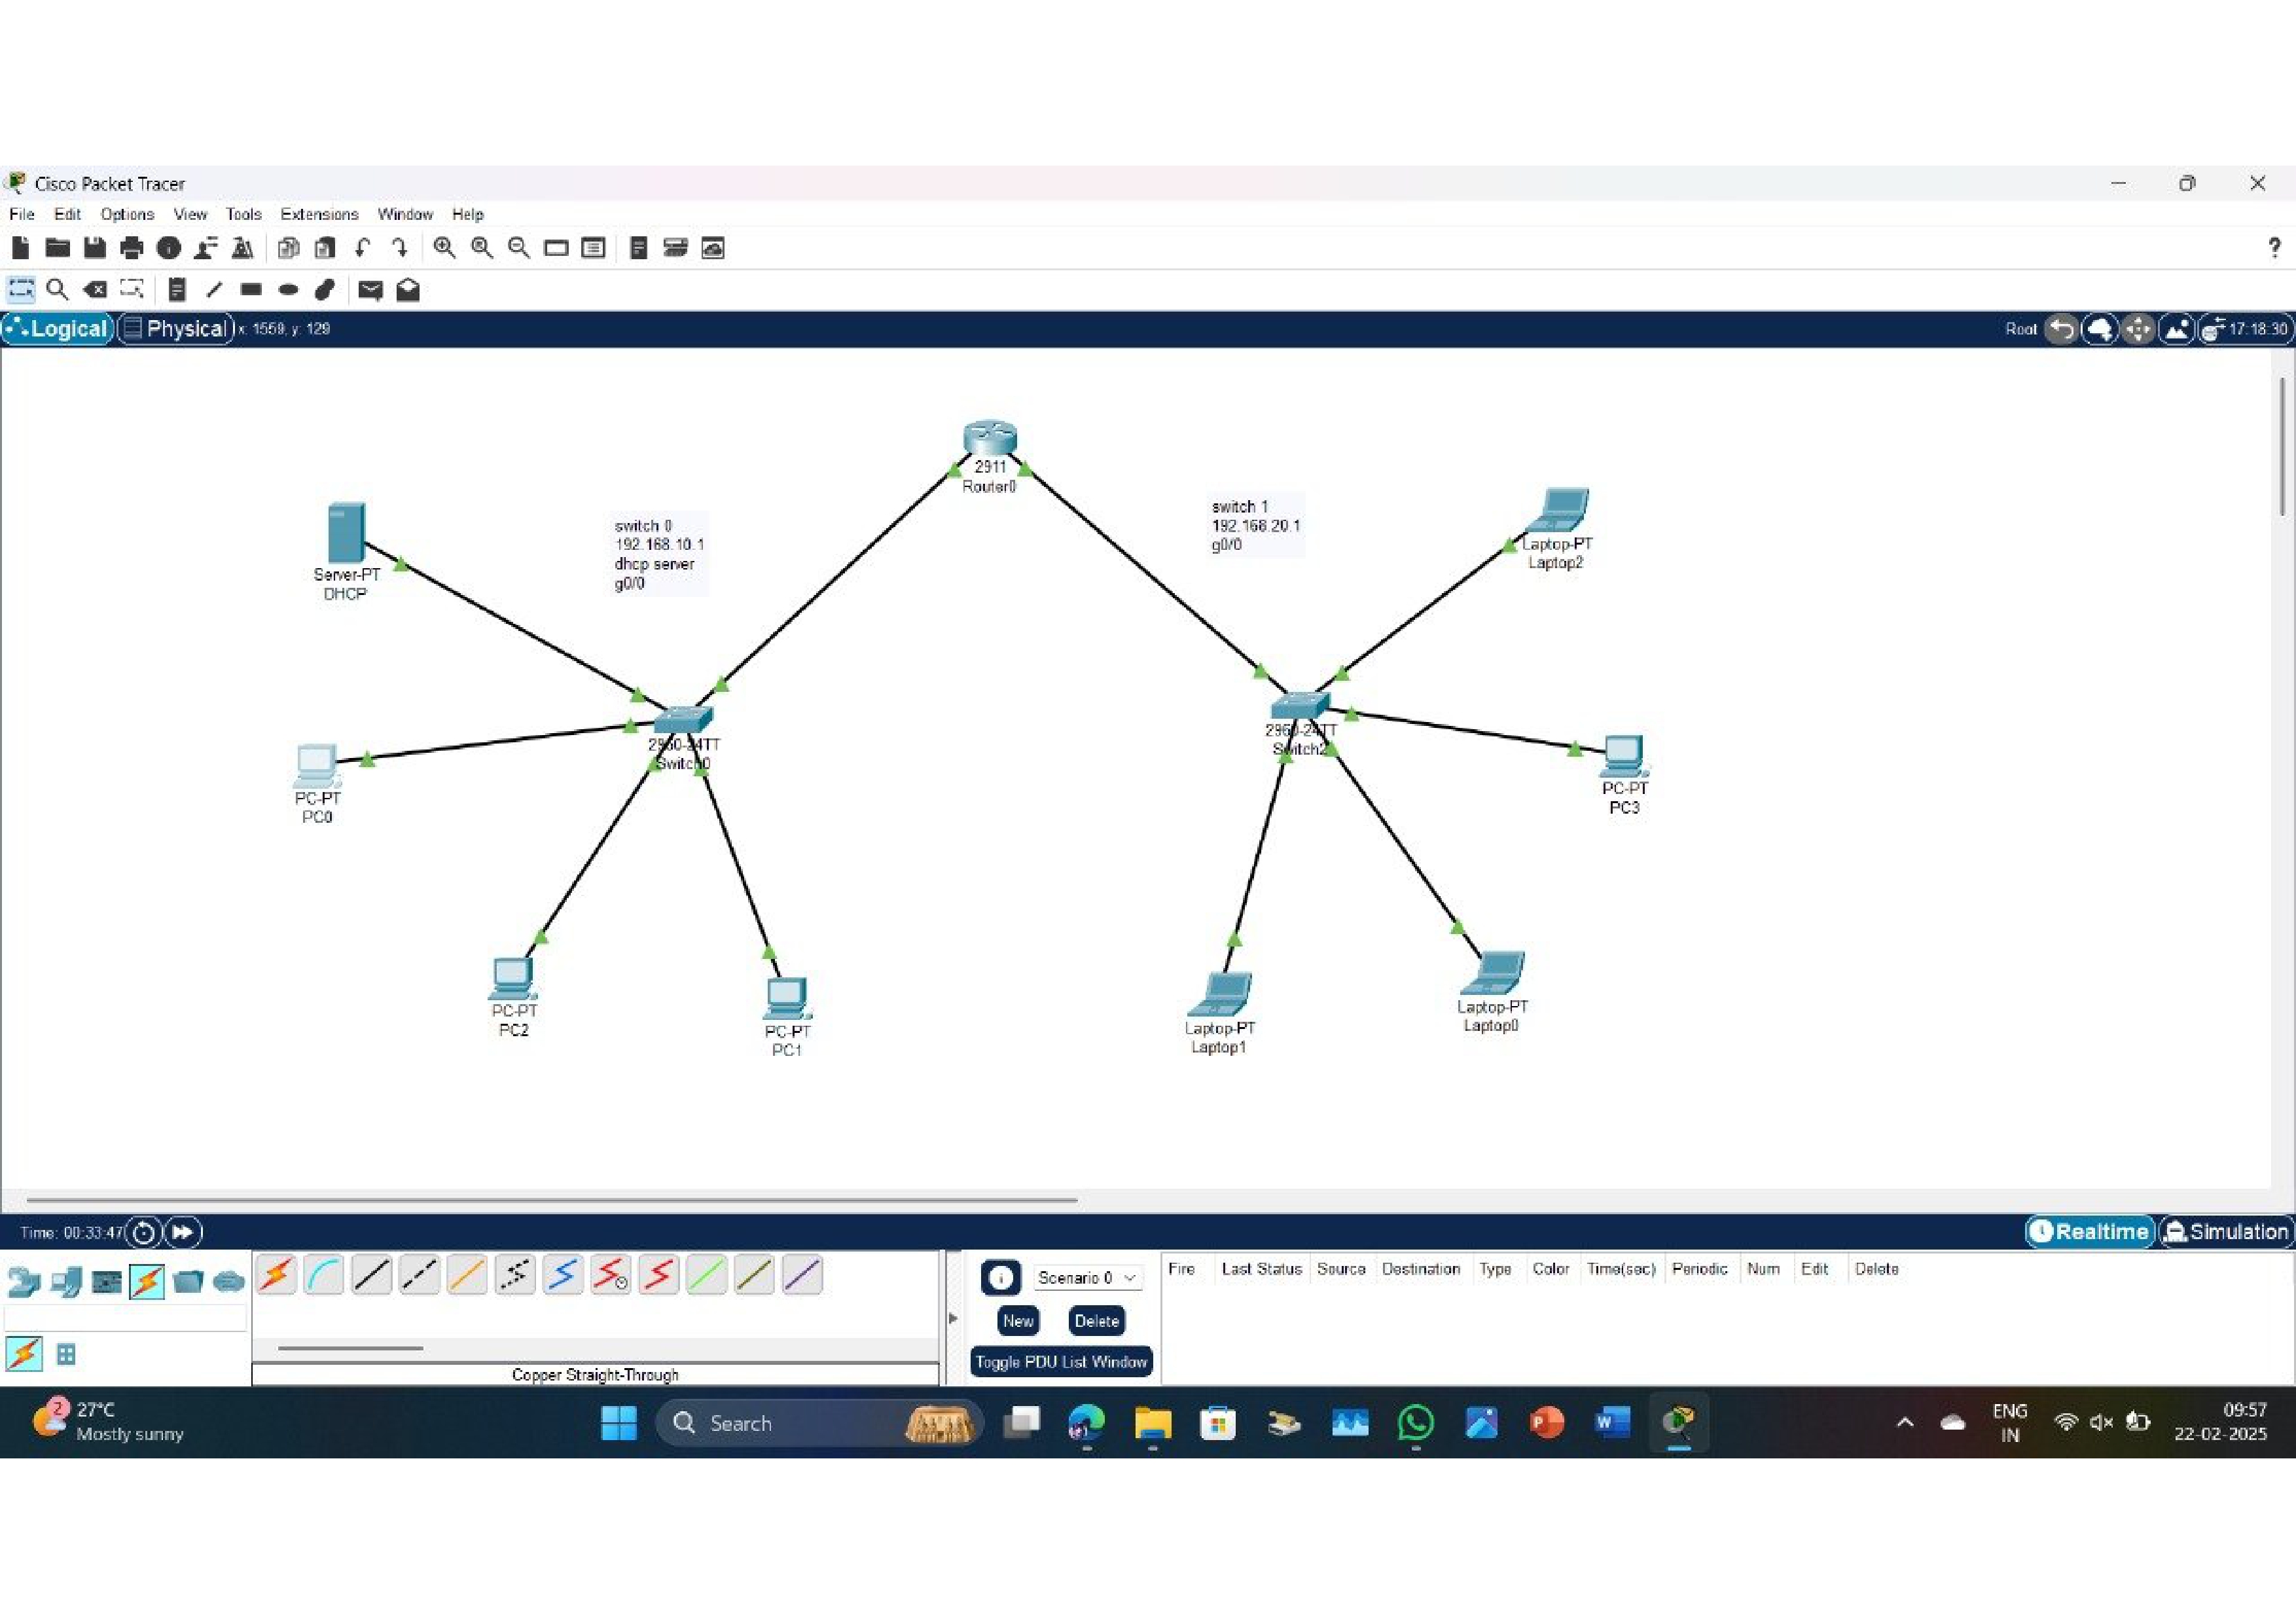 Cisco Packet Tracer
File Edit Options View Tools Extensions Window Help
?
Logical Physical x: 1559, y: 129 Root 17:18:30
2911
Router0
switch 0
192.168.10.1
dhcp server
g0/0
switch 1
192.168.20.1
g0/0
Server-PT
DHCP
Laptop-PT
Laptop2
2960-24TT
Switch0
2960-24TT
Switch2
PC-PT
PC0
PC-PT
PC3
PC-PT
PC2
PC-PT
PC1
Laptop-PT
Laptop1
Laptop-PT
Laptop0
Time: 00:33:47 Realtime Simulation
Scenario 0
New Delete
Toggle PDU List Window
Fire Last Status Source Destination Type Color Time(sec) Periodic Num Edit Delete
Copper Straight-Through
2
27°C
Mostly sunny
Search
ENG
IN
09:57
22-02-2025